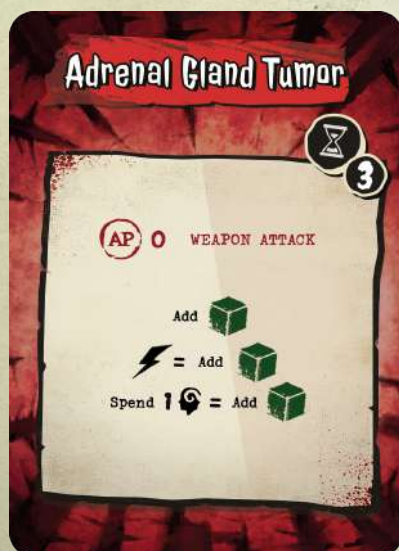 Adrenal Gland Tumor
3
AP 0 WEAPON ATTACK
Add
= Add
Spend 1 = Add